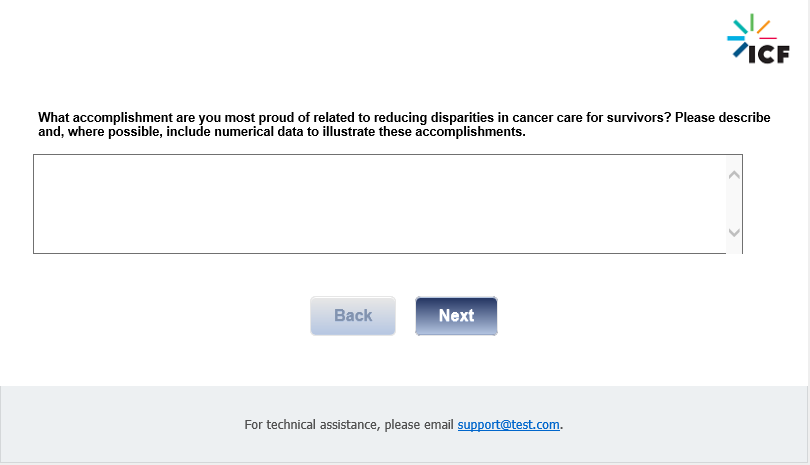 ICF
What accomplishment are you most proud of related to reducing disparities in cancer care for survivors? Please describe
and, where possible, include numerical data to illustrate these accomplishments.
Back
Next
For technical assistance, please email support@test.com.